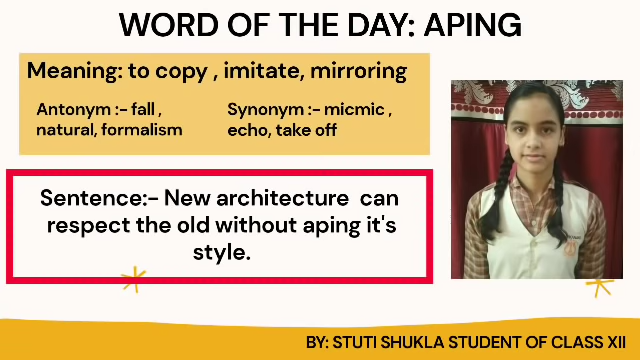 WORD OF THE DAY: APING
Meaning: to copy , imitate, mirroring
Antonym :- fall ,
natural, formalism
Synonym :- micmic ,
echo, take off
Sentence:- New architecture can
respect the old without aping it's
style.
BY: STUTI SHUKLA STUDENT OF CLASS XII